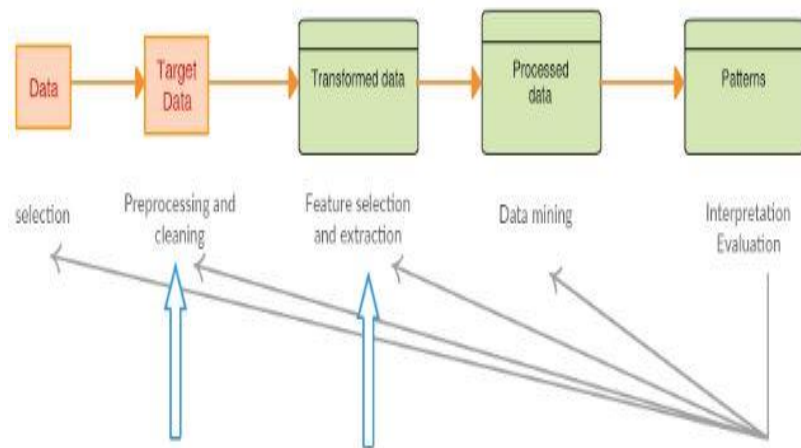 Data
Target
Data
Transformed data
Processed
data
Patterns
selection
Preprocessing and
cleaning
Feature selection
and extraction
Data mining
Interpretation
Evaluation